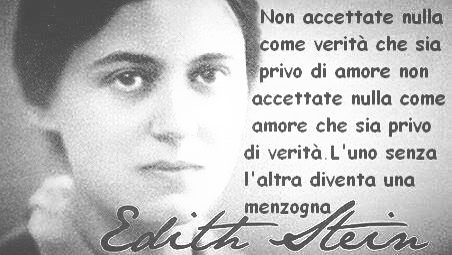 Non accettate nulla
come verità che sia
privo di amore non
accettate nulla come
amore che sia privo
di verità.L'uno senza
l'altra diventa una
menzogna
Edith Stein